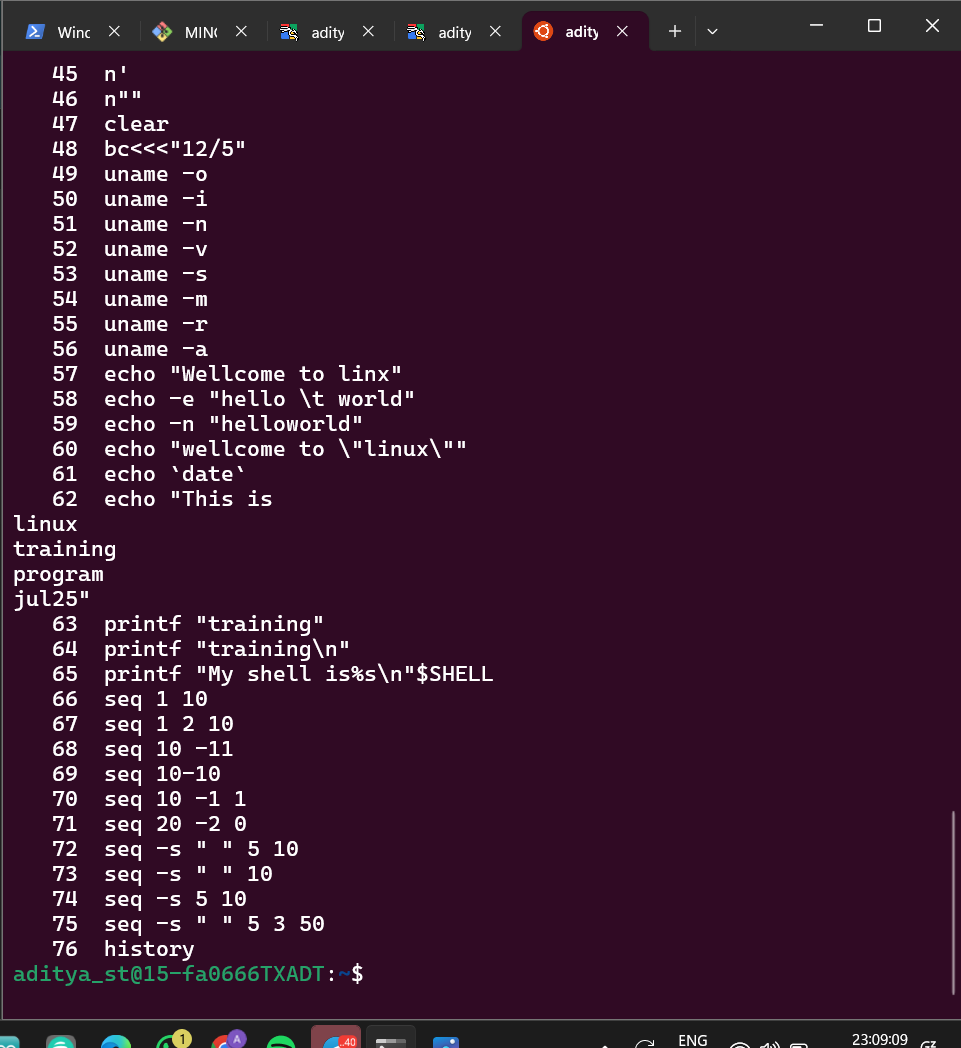 Winc
MING
adity
adity
adity
45 n'
46 n""
47 clear
48 bc<<<"12/5"
49 uname -o
50 uname -i
51 uname -n
52 uname -v
53 uname -s
54 uname -m
55 uname -r
56 uname -a
57 echo "Wellcome to linx"
58 echo -e "hello \t world"
59 echo -n "helloworld"
60 echo "wellcome to \"linux\""
61 echo `date`
62 echo "This is
linux
training
program
jul25"
63 printf "training"
64 printf "training\n"
65 printf "My shell is%s\n"$SHELL
66 seq 1 10
67 seq 1 2 10
68 seq 10 -11
69 seq 10-10
70 seq 10 -1 1
71 seq 20 -2 0
72 seq -s " " 5 10
73 seq -s " " 10
74 seq -s 5 10
75 seq -s " " 5 3 50
76 history
aditya_st@15-fa0666TXADT:~$
1
A
..40
ENG
23:09:09